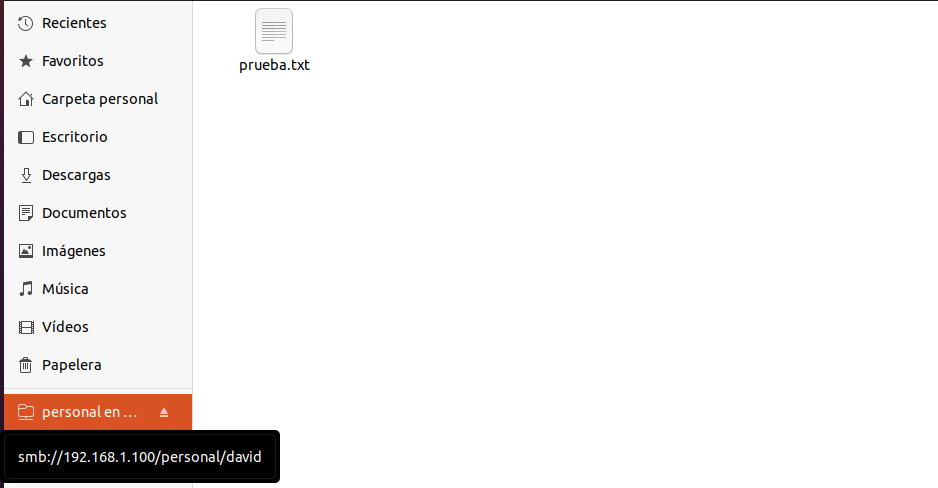 Recientes
Favoritos
Carpeta personal
Escritorio
Descargas
Documentos
Imágenes
Música
Vídeos
Papelera
personal en ...
smb://192.168.1.100/personal/david
prueba.txt